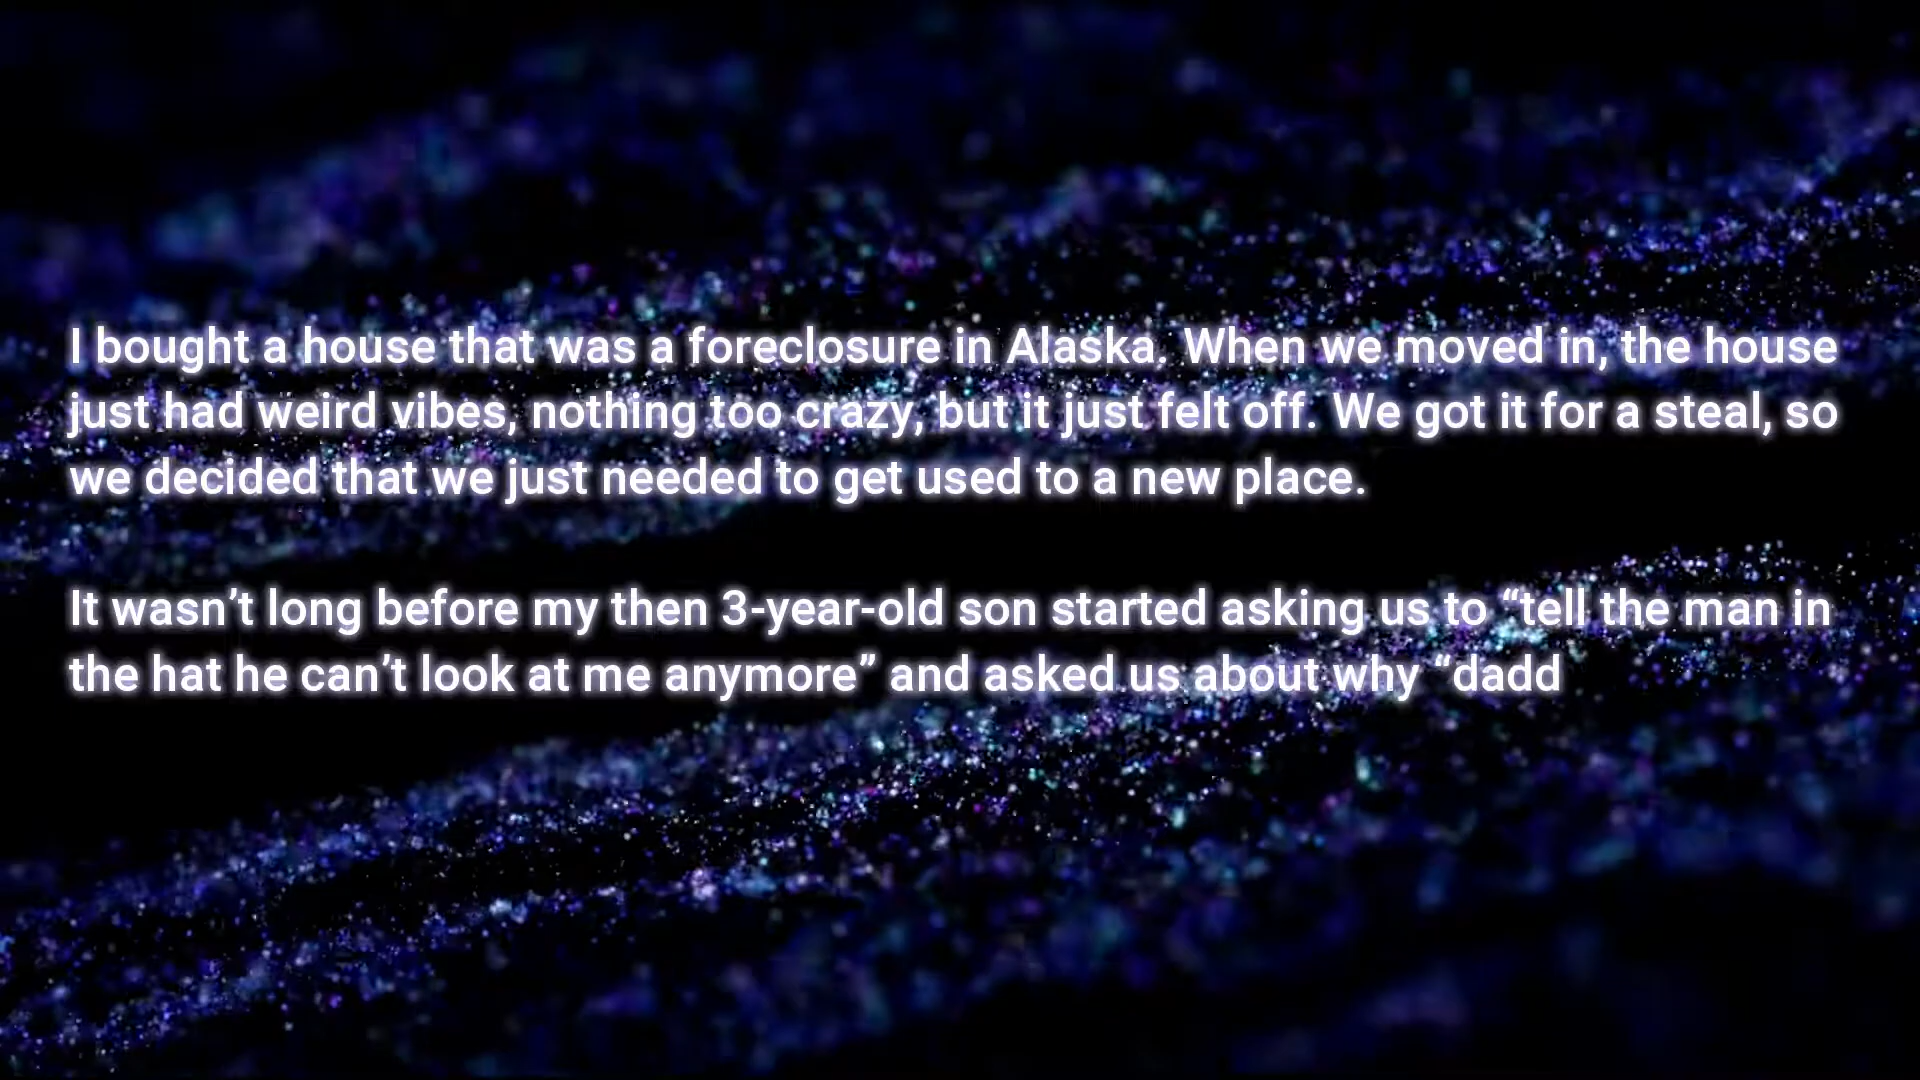 I bought a house that was a foreclosure in Alaska. When we moved in, the house
just had weird vibes, nothing too crazy, but it just felt off. We got it for a steal, so
we decided that we just needed to get used to a new place.
It wasn’t long before my then 3-year-old son started asking us to “tell the man in
the hat he can’t look at me anymore” and asked us about why “dadd